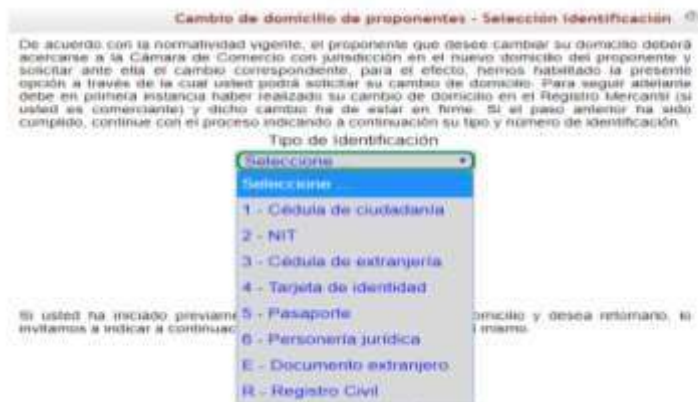 Cambio de domicilio de proponentes - Selección Identificación
De acuerdo con la normatividad vigente, el proponente que desee cambiar su domicilio deberá
acercarse a la Cámara de Comercio con jurisdicción en el nuevo domicilio del proponente y
solicitar ante ella el cambio correspondiente, para el efecto, hemos habilitado la presente
opción a través de la cual usted podrá solicitar su cambio de domicilio. Para seguir adelante
debe en primera instancia haber realizado su cambio de domicilio en el Registro Mercantil (si
usted es comerciante) y dicho cambio ha de estar en firme. Si el paso anterior ha sido
cumplido, continue con el proceso indicando a continuación su tipo y número de identificación.
Tipo de Identificación
Seleccione
Seleccione ...
1 - Cédula de ciudadanía
2 - NIT
3 - Cédula de extranjería
4 - Tarjeta de identidad
5 - Pasaporte
6 - Personería jurídica
E - Documento extranjero
R - Registro Civil
Si usted ha iniciado previame omicilio y desea retomarlo, lo
invitamos a indicar a continuac l mismo.